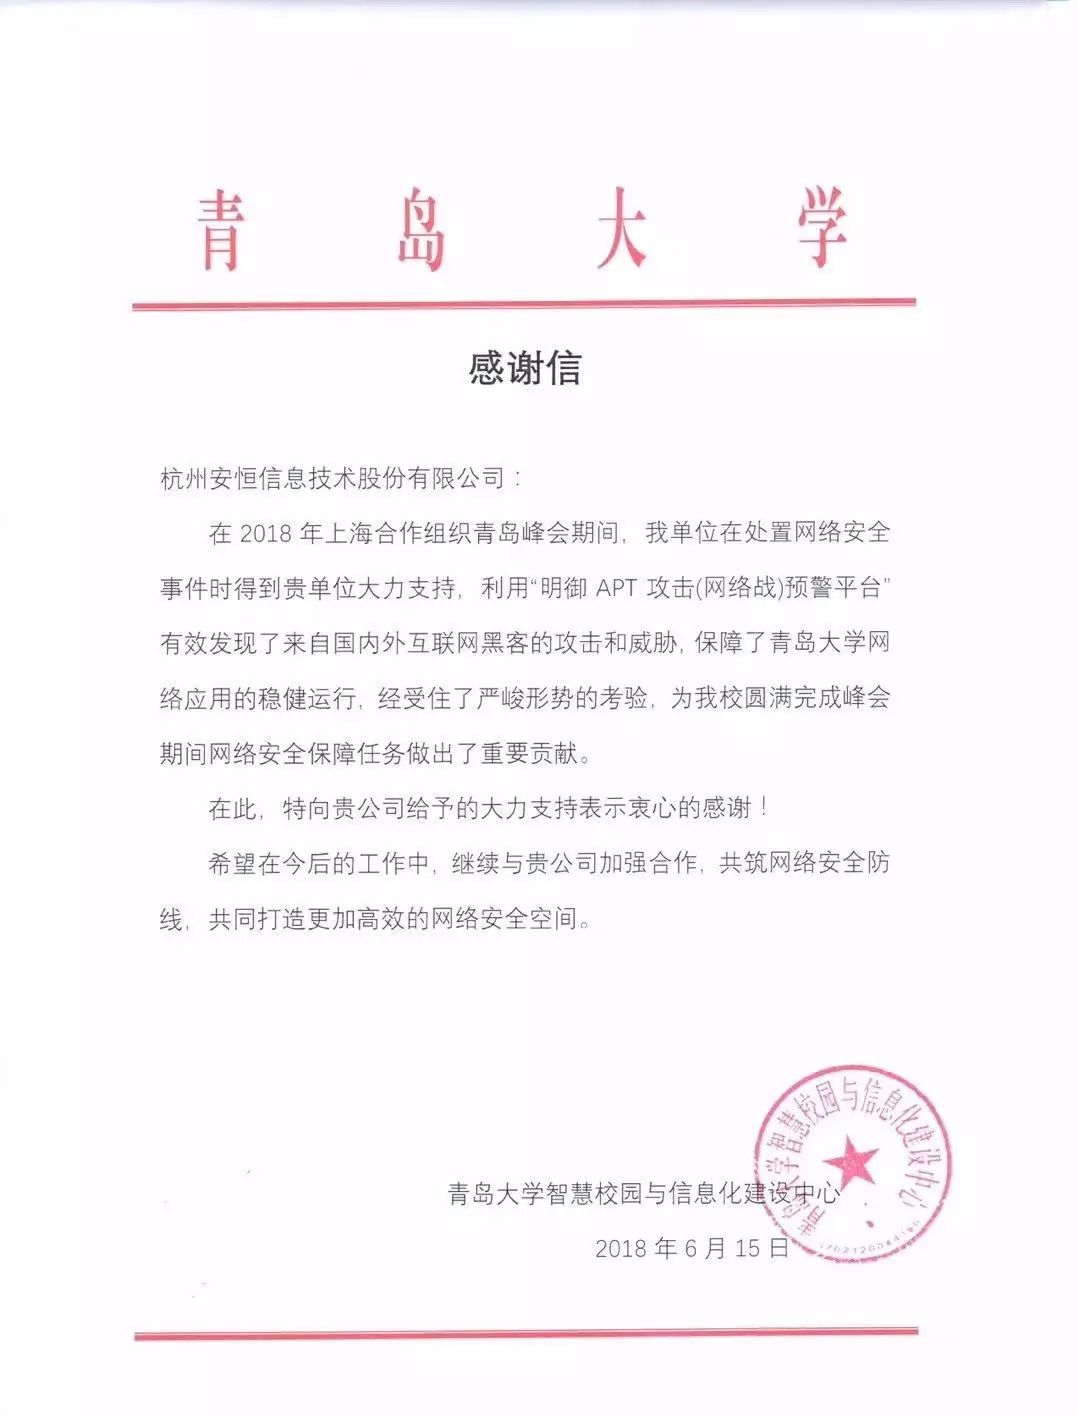 青岛大学
感谢信
杭州安恒信息技术股份有限公司：
在 2018 年上海合作组织青岛峰会期间，我单位在处置网络安全
事件时得到贵单位大力支持，利用“明御 APT 攻击(网络战)预警平台”
有效发现了来自国内外互联网黑客的攻击和威胁，保障了青岛大学网
络应用的稳健运行，经受住了严峻形势的考验，为我校圆满完成峰会
期间网络安全保障任务做出了重要贡献。
在此，特向贵公司给予的大力支持表示衷心的感谢！
希望在今后的工作中，继续与贵公司加强合作，共筑网络安全防
线，共同打造更加高效的网络安全空间。
青岛大学智慧校园与信息化建设中心
青岛大学智慧校园与信息化建设中心
2018 年 6 月 15 日